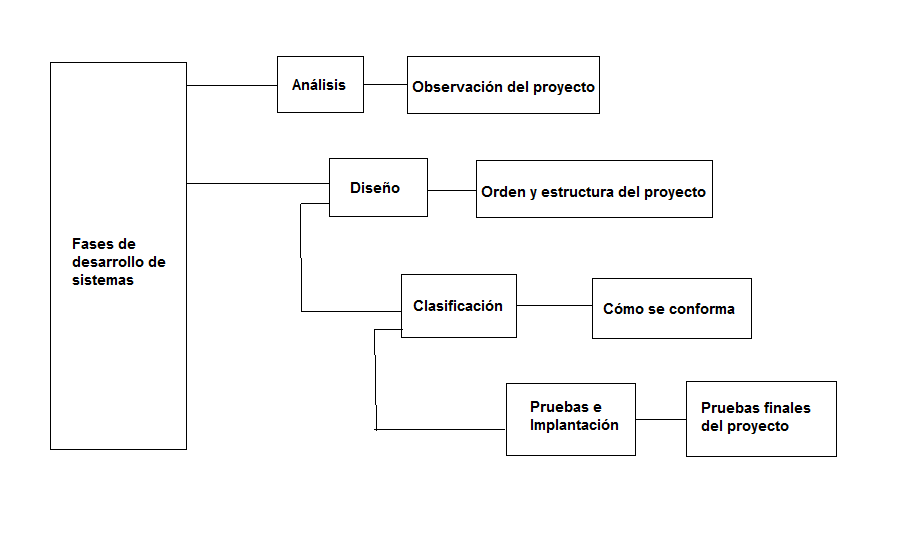 Análisis
Observación del proyecto
Diseño
Orden y estructura del proyecto
Fases de
desarrollo de
sistemas
Clasificación
Cómo se conforma
Pruebas e
Implantación
Pruebas finales
del proyecto